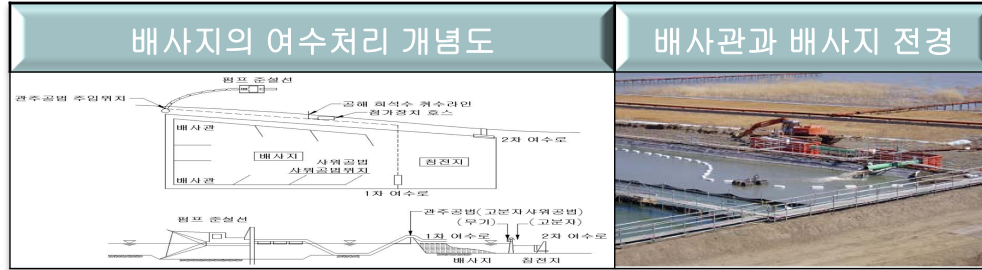 배사지의 여수처리 개념도
배사관과 배사지 전경
펌프 준설선
관주공법 주입위치
공해 희석수 취수라인
첨가장치 호스
배사관
2차 여수로
배사지
샤워공법
침전지
샤워공법위치
배사관
1차 여수로
관주공법(고분자샤워공법)
펌프 준설선
(무기)
(고분자)
1차 여수로
2차 여수로
배사지
침전지